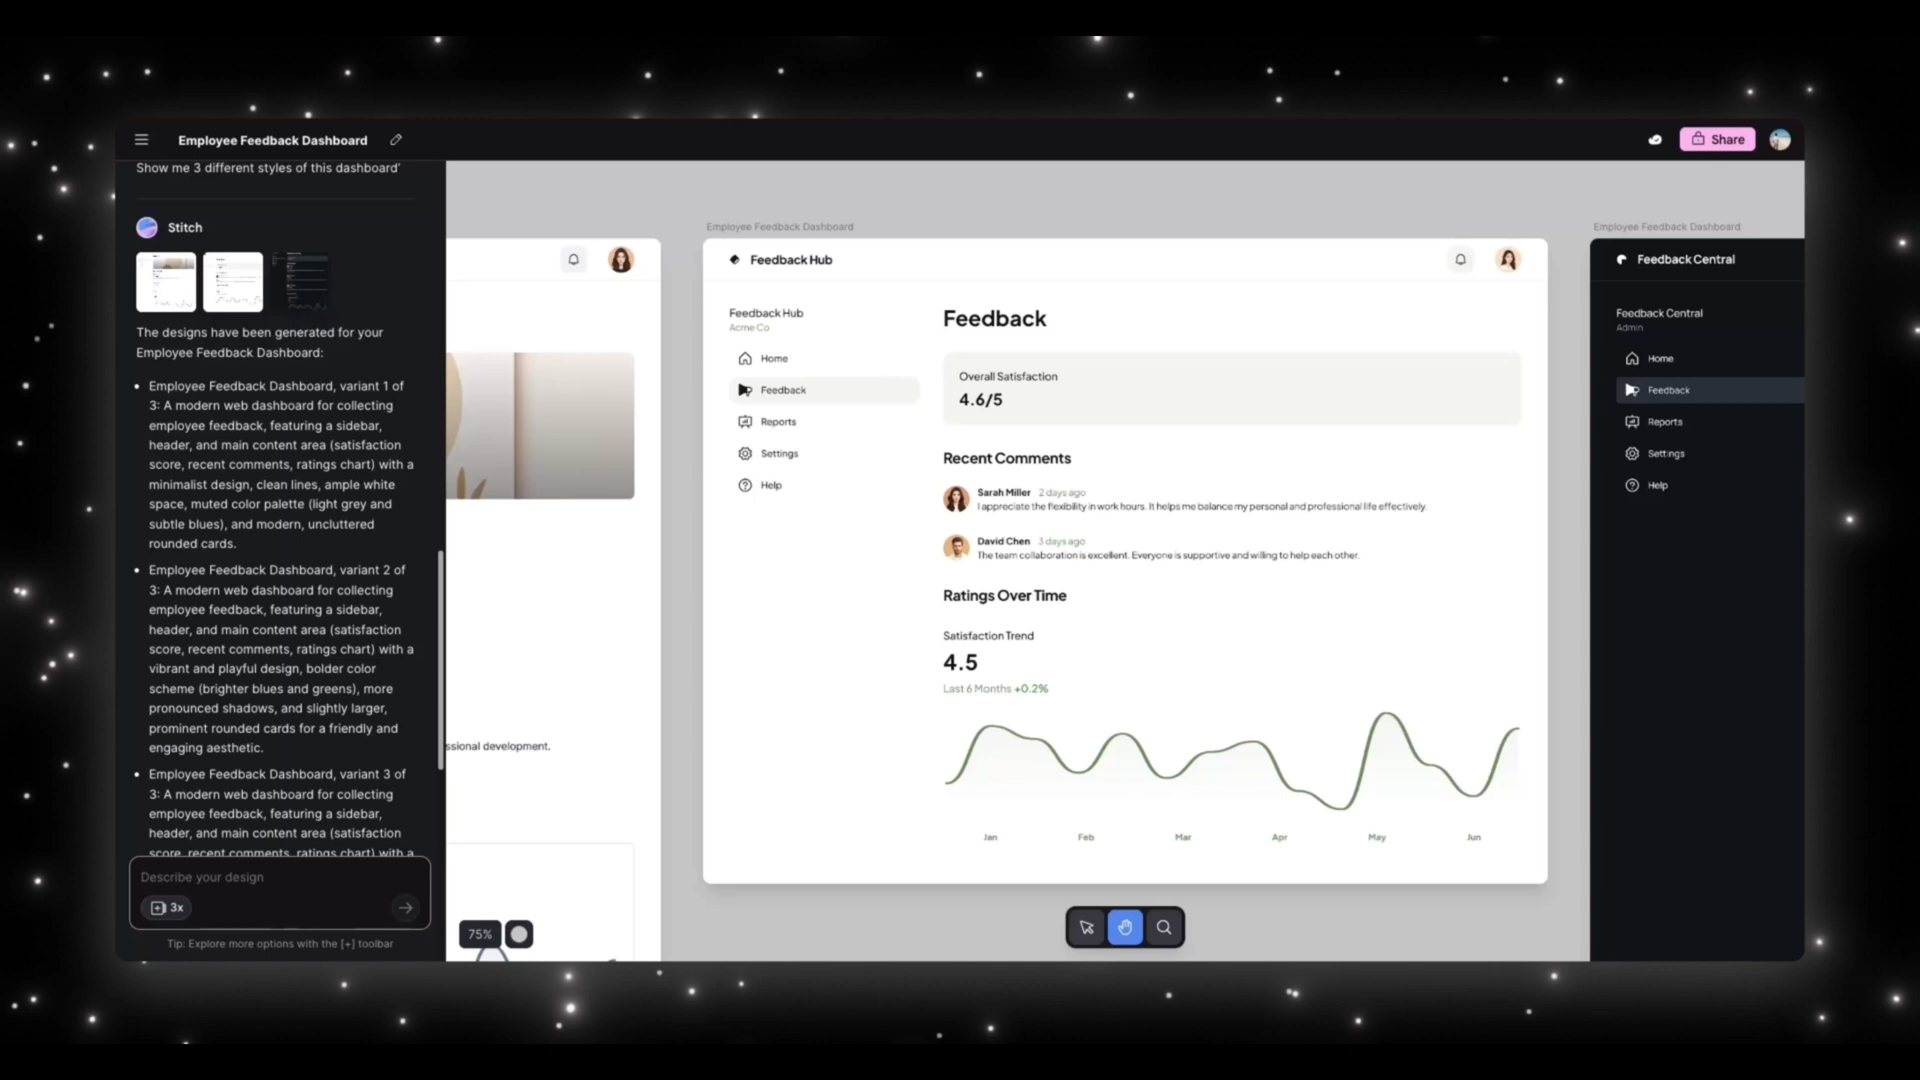 Employee Feedback Dashboard
Share
Show me 3 different styles of this dashboard'
Stitch
The designs have been generated for your
Employee Feedback Dashboard:
• Employee Feedback Dashboard, variant 1 of
3: A modern web dashboard for collecting
employee feedback, featuring a sidebar,
header, and main content area (satisfaction
score, recent comments, ratings chart) with a
minimalist design, clean lines, ample white
space, muted color palette (light grey and
subtle blues), and modern, uncluttered
rounded cards.
• Employee Feedback Dashboard, variant 2 of
3: A modern web dashboard for collecting
employee feedback, featuring a sidebar,
header, and main content area (satisfaction
score, recent comments, ratings chart) with a
vibrant and playful design, bolder color
scheme (brighter blues and greens), more
pronounced shadows, and slightly larger,
prominent rounded cards for a friendly and
engaging aesthetic.
• Employee Feedback Dashboard, variant 3 of
3: A modern web dashboard for collecting
employee feedback, featuring a sidebar,
header, and main content area (satisfaction
score, recent comments, ratings chart) with a
Describe your design
3x
Tip: Explore more options with the [+] toolbar
ssional development.
75%
Employee Feedback Dashboard
Feedback Hub
Feedback Hub
Acme Co
Home
Feedback
Reports
Settings
Help
Feedback
Overall Satisfaction
4.6/5
Recent Comments
Sarah Miller 2 days ago
I appreciate the flexibility in work hours. It helps me balance my personal and professional life effectively.
David Chen 3 days ago
The team collaboration is excellent. Everyone is supportive and willing to help each other.
Ratings Over Time
Satisfaction Trend
4.5
Last 6 Months +0.2%
Jan Feb Mar Apr May Jun
Employee Feedback Dashboard
Feedback Central
Feedback Central
Admin
Home
Feedback
Reports
Settings
Help